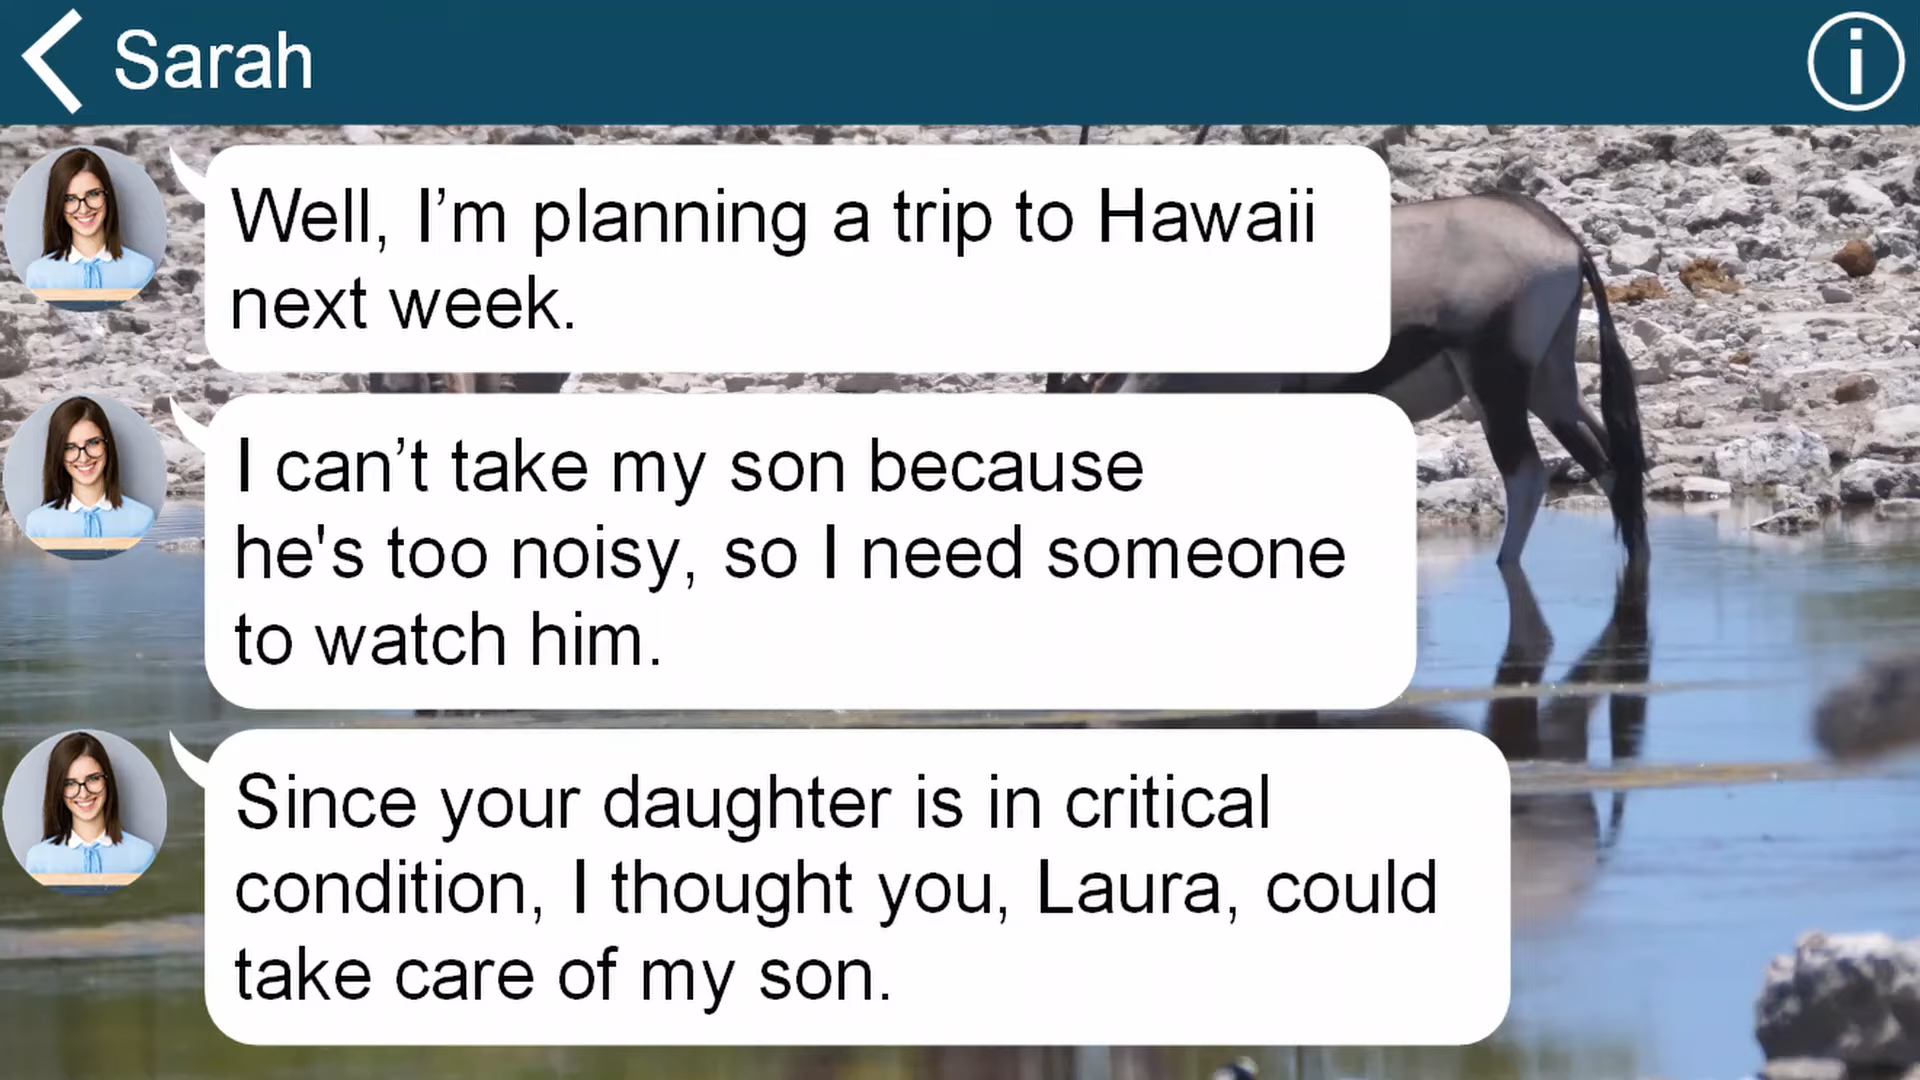 Sarah
Well, I’m planning a trip to Hawaii
next week.
I can’t take my son because
he's too noisy, so I need someone
to watch him.
Since your daughter is in critical
condition, I thought you, Laura, could
take care of my son.